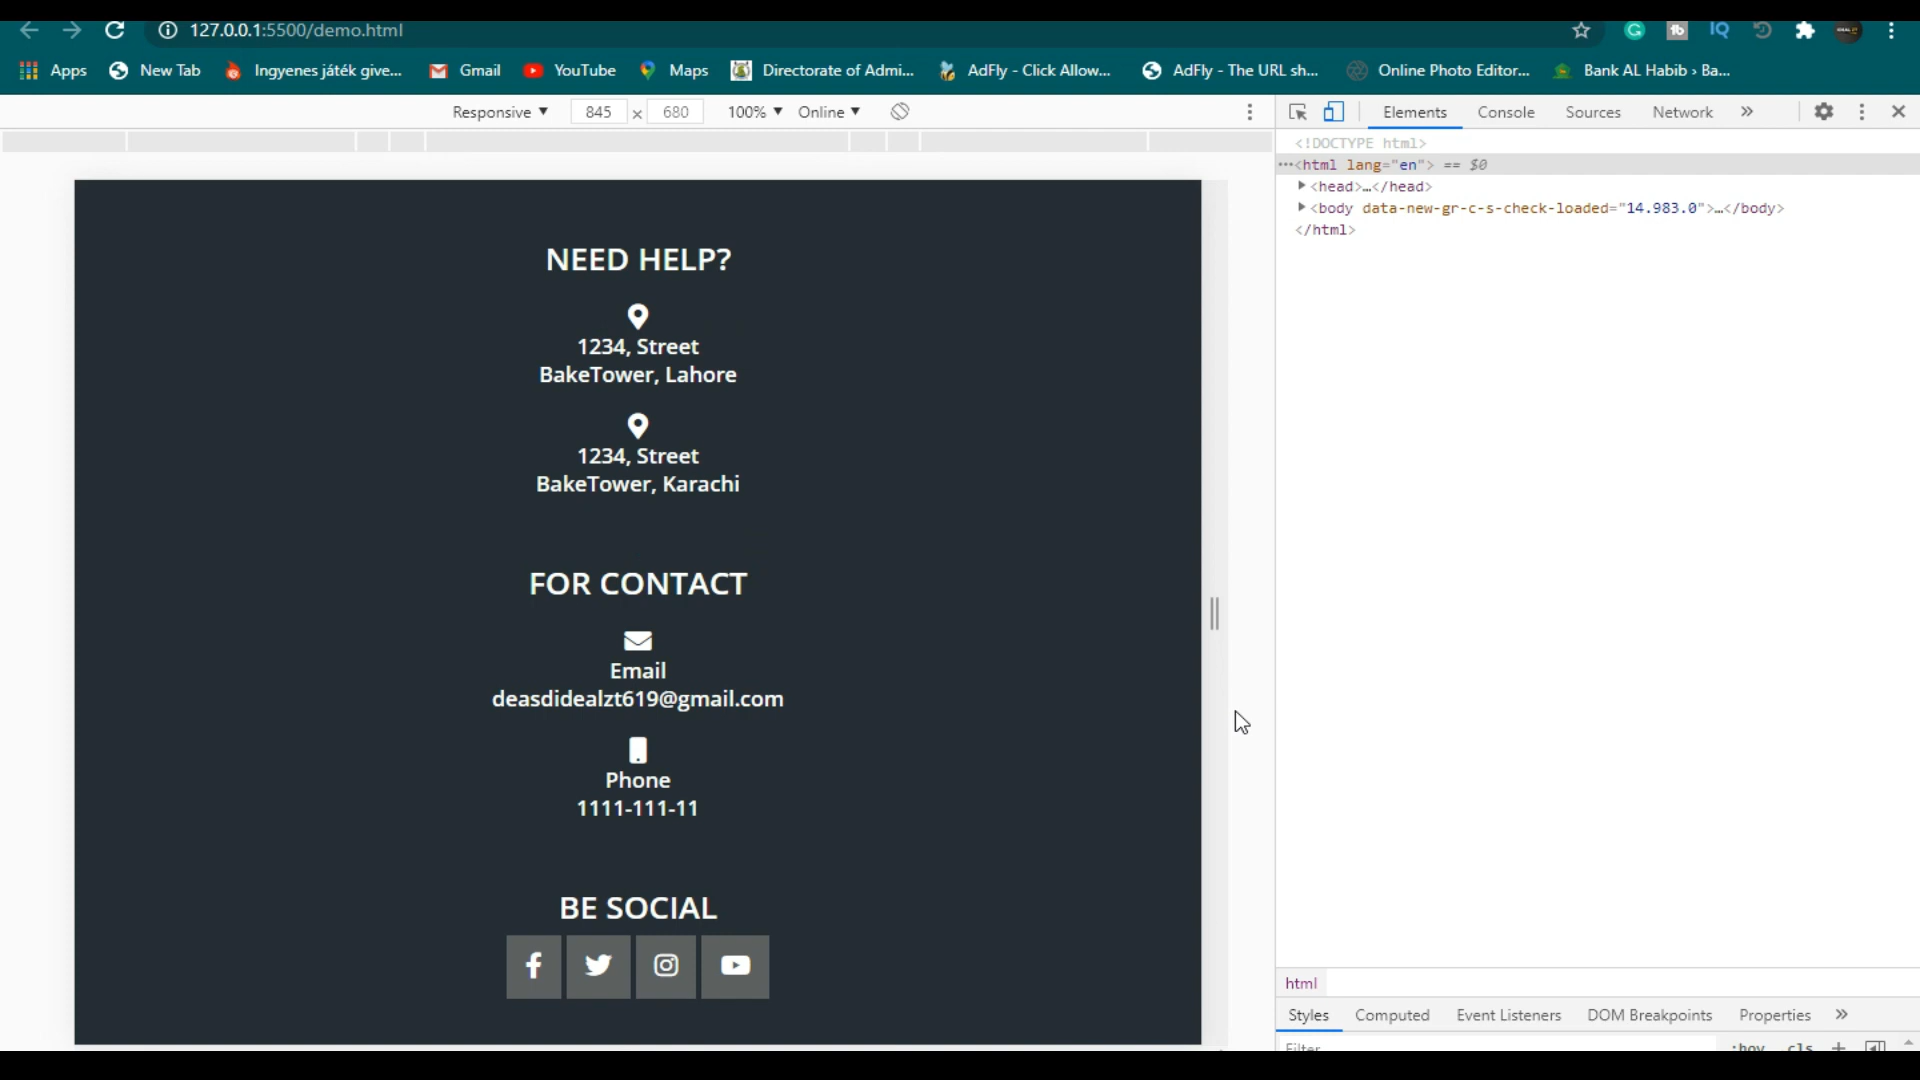 127.0.0.1:5500/demo.html
Apps New Tab Ingyenes játék give... Gmail YouTube Maps Directorate of Admi... AdFly - Click Allow... AdFly - The URL sh... Online Photo Editor... Bank AL Habib › Ba...
Responsive ▼ 845 x 680 100% ▼ Online ▼
Elements Console Sources Network »
<!DOCTYPE html>
···<html lang="en"> == $0
▶<head>…</head>
▶<body data-new-gr-c-s-check-loaded="14.983.0">…</body>
</html>
NEED HELP?
1234, Street
BakeTower, Lahore
1234, Street
BakeTower, Karachi
FOR CONTACT
Email
deasdidealzt619@gmail.com
Phone
1111-111-11
BE SOCIAL
html
Styles Computed Event Listeners DOM Breakpoints Properties »
Filter :hov .cls +